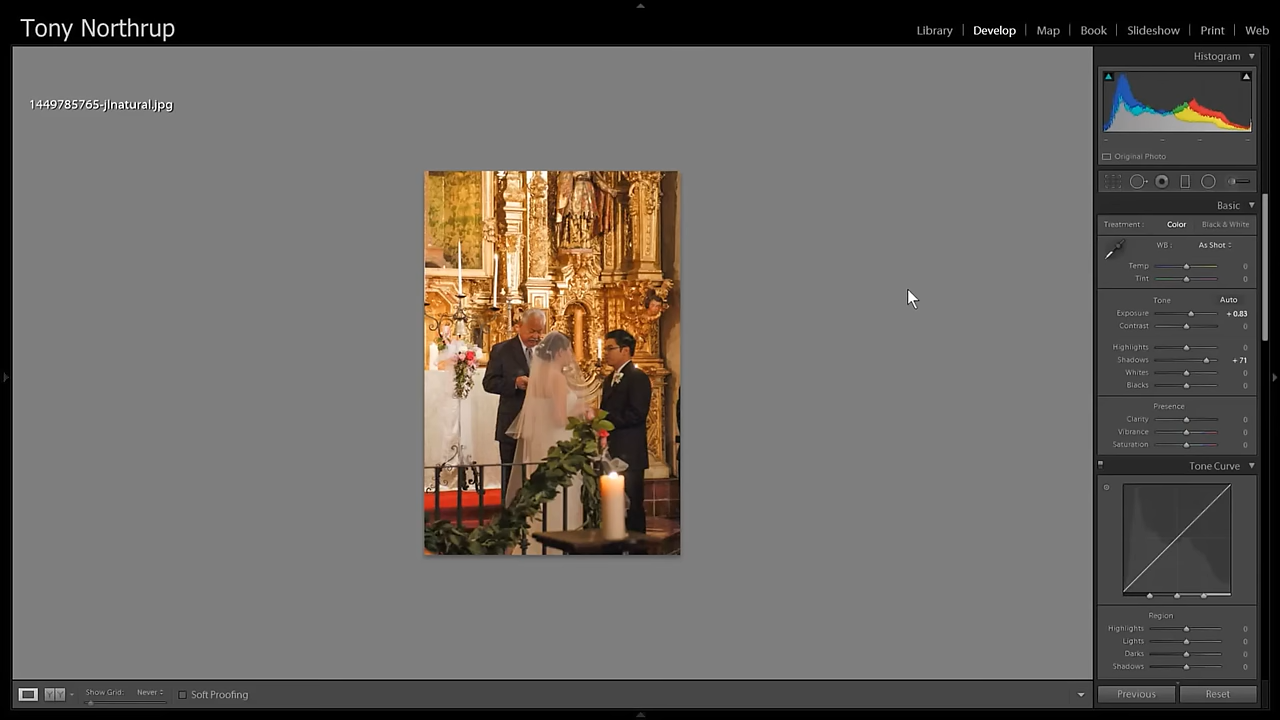 Tony Northrup
Library | Develop | Map | Book | Slideshow | Print | Web
1449785765-jlnatural.jpg
Histogram
Original Photo
Basic
Treatment: Color Black & White
WB: As Shot
Temp 0
Tint 0
Tone Auto
Exposure +0.83
Contrast 0
Highlights 0
Shadows +71
Whites 0
Blacks 0
Presence
Clarity 0
Vibrance 0
Saturation 0
Tone Curve
Region
Highlights 0
Lights 0
Darks 0
Shadows 0
Show Grid: Never Soft Proofing
Previous Reset